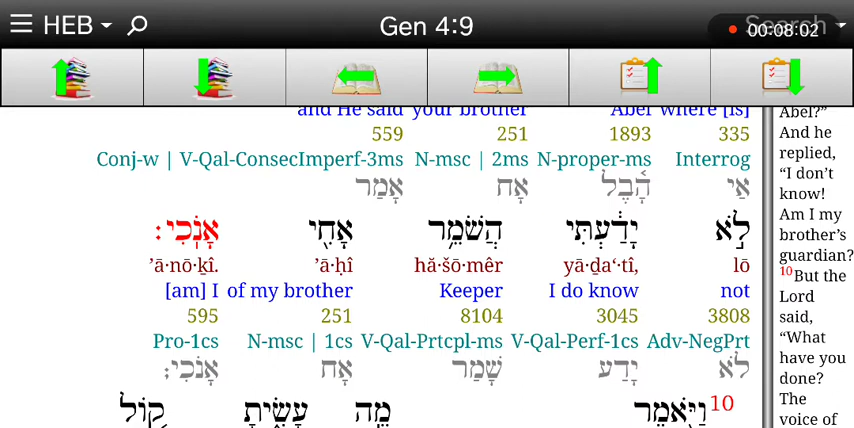 HEB
Gen 4:9
Search
00:08:02
where [is] Abel your brother and He said
335 1893 251 559
Interrog N-proper-ms N-msc | 2ms Conj-w | V-Qal-ConsecImperf-3ms
אַי הָ֫בֶל אָח אָמַר
לֹ֣א יָדַ֔עְתִּי הֲשֹׁמֵ֥ר אָחִ֖י אָנֹֽכִי׃
lō yā·ḏa‘·tî, hă·šō·mêr ’ā·ḥî ’ā·nō·ḵî.
not I do know Keeper of my brother [am] I
3808 3045 8104 251 595
Adv-NegPrt V-Qal-Perf-1cs V-Qal-Prtcpl-ms N-msc | 1cs Pro-1cs
לֹא יָדַע שָׁמַר אָח אָנֹכִי׃
10 וַיֹּ֖אמֶר מֶ֣ה עָשִׂ֑יתָ ק֚וֹל
Abel?”
And he
replied,
“I don’t
know!
Am I my
brother’s
guardian?
10 But the
Lord
said,
“What
have you
done?
The
voice of